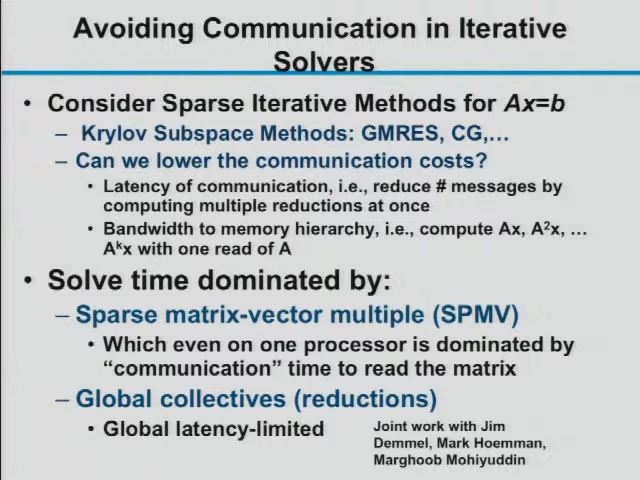 Avoiding Communication in Iterative
Solvers
• Consider Sparse Iterative Methods for Ax=b
– Krylov Subspace Methods: GMRES, CG,…
– Can we lower the communication costs?
• Latency of communication, i.e., reduce # messages by
computing multiple reductions at once
• Bandwidth to memory hierarchy, i.e., compute Ax, A²x, …
Aᵏx with one read of A
• Solve time dominated by:
– Sparse matrix-vector multiple (SPMV)
• Which even on one processor is dominated by
“communication” time to read the matrix
– Global collectives (reductions)
• Global latency-limited
Joint work with Jim
Demmel, Mark Hoemman,
Marghoob Mohiyuddin